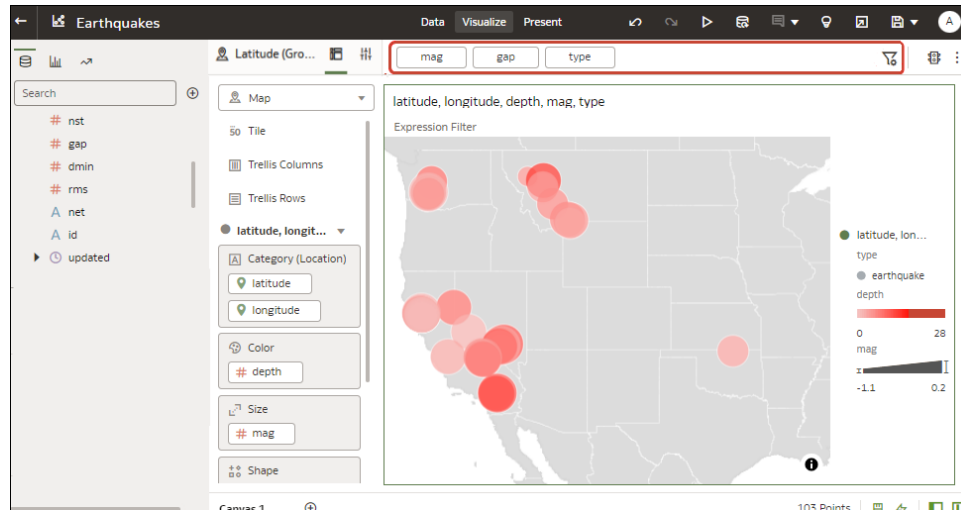 Earthquakes
Data Visualize Present
A
Latitude (Gro...
mag gap type
Search
# nst
# gap
# dmin
# rms
A net
A id
updated
Map
50 Tile
Trellis Columns
Trellis Rows
latitude, longit...
A Category (Location)
latitude
longitude
Color
# depth
Size
# mag
Shape
latitude, longitude, depth, mag, type
Expression Filter
latitude, lon...
type
earthquake
depth
0 28
mag
-1.1 0.2
Canvas 1
103 Points